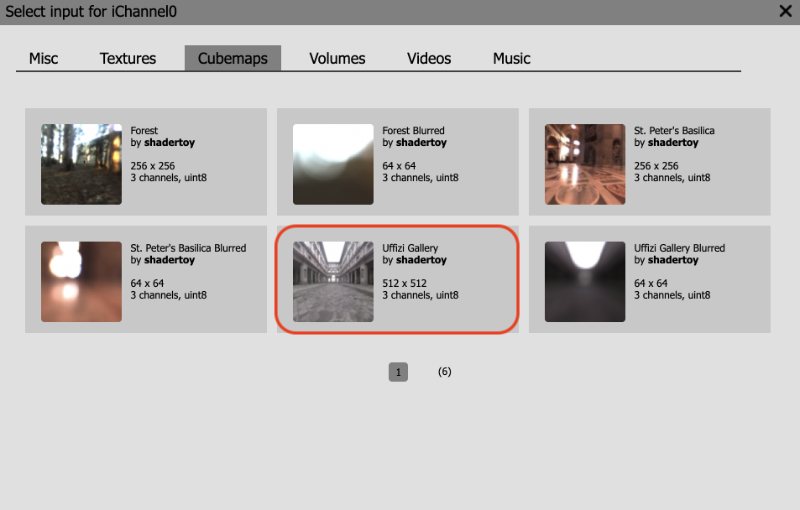 Select input for iChannel0
Misc Textures Cubemaps Volumes Videos Music
Forest
by shadertoy
256 x 256
3 channels, uint8
Forest Blurred
by shadertoy
64 x 64
3 channels, uint8
St. Peter's Basilica
by shadertoy
256 x 256
3 channels, uint8
St. Peter's Basilica Blurred
by shadertoy
64 x 64
3 channels, uint8
Uffizi Gallery
by shadertoy
512 x 512
3 channels, uint8
Uffizi Gallery Blurred
by shadertoy
64 x 64
3 channels, uint8
1 (6)